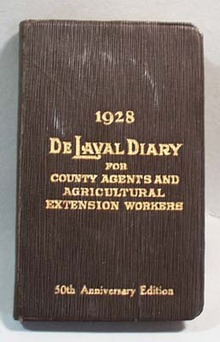 1928
DE LAVAL DIARY
FOR
COUNTY AGENTS AND
AGRICULTURAL
EXTENSION WORKERS
50th Anniversary Edition